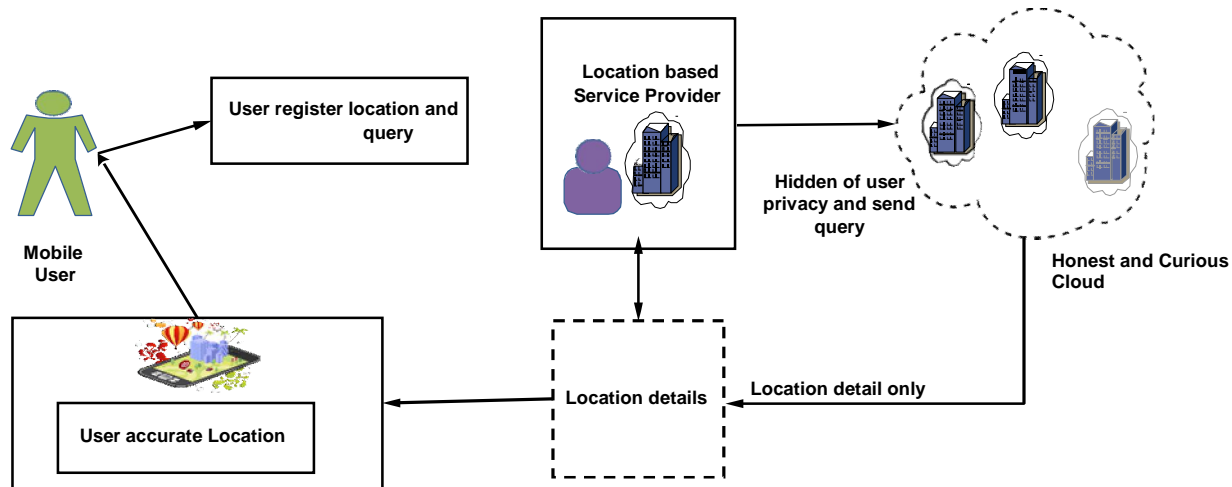 User register location and
query
Location based
Service Provider
Hidden of user
privacy and send
query
Mobile
User
Honest and Curious
Cloud
Location details
Location detail only
User accurate Location